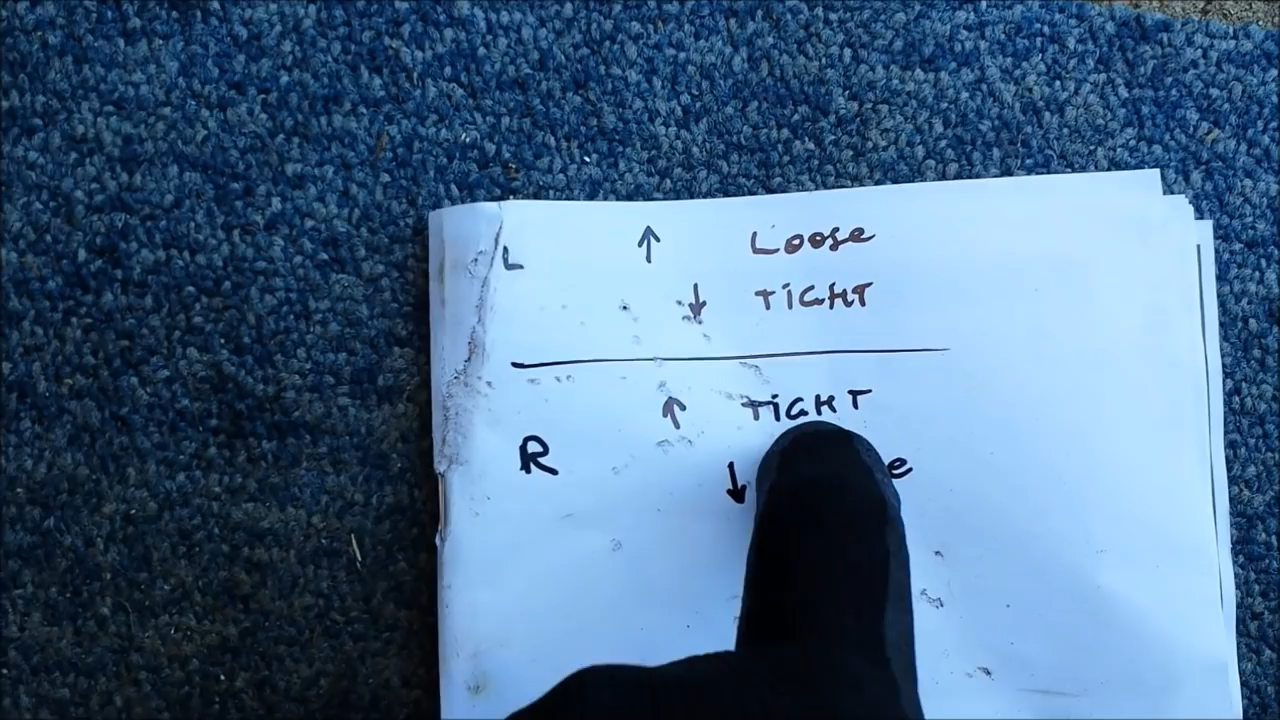 L ↑ Loose
↓ TiGHT
↑ TiGHT
R
↓